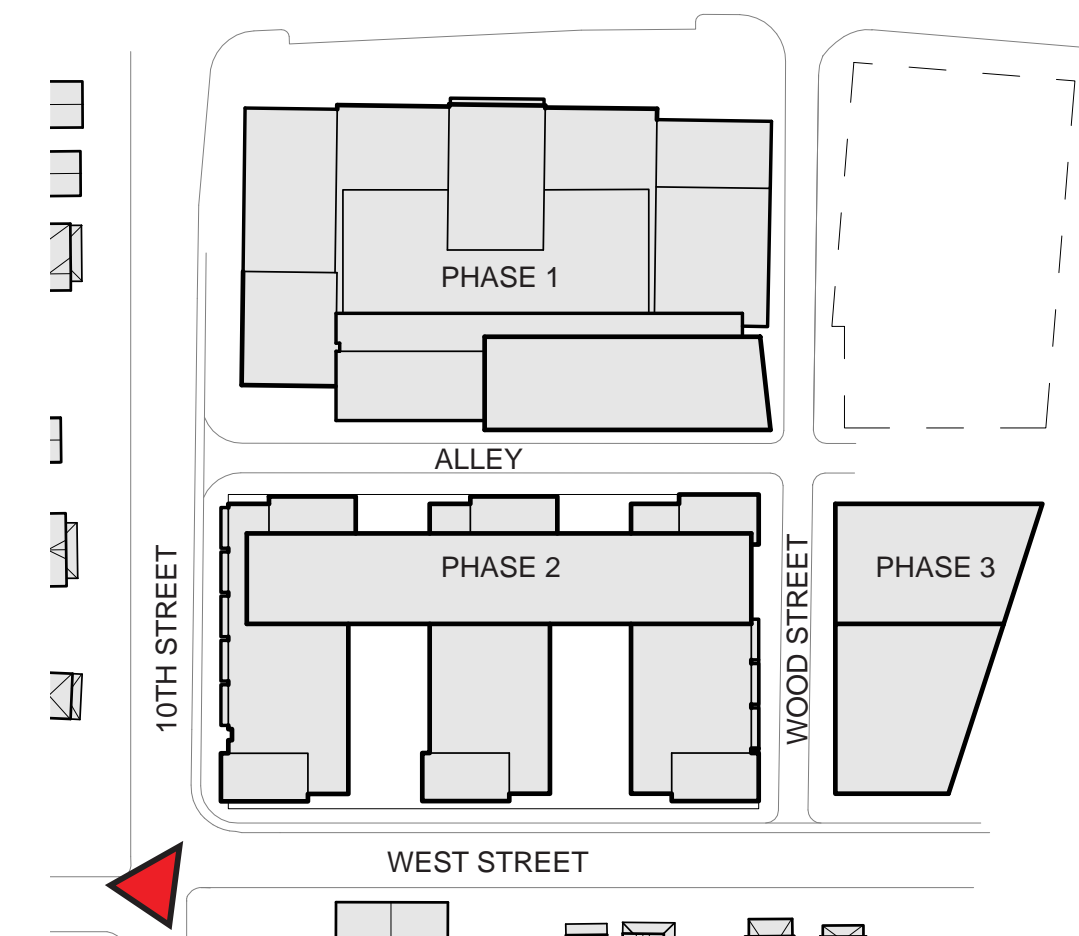 PHASE 1
ALLEY
PHASE 2
PHASE 3
10TH STREET
WOOD STREET
WEST STREET